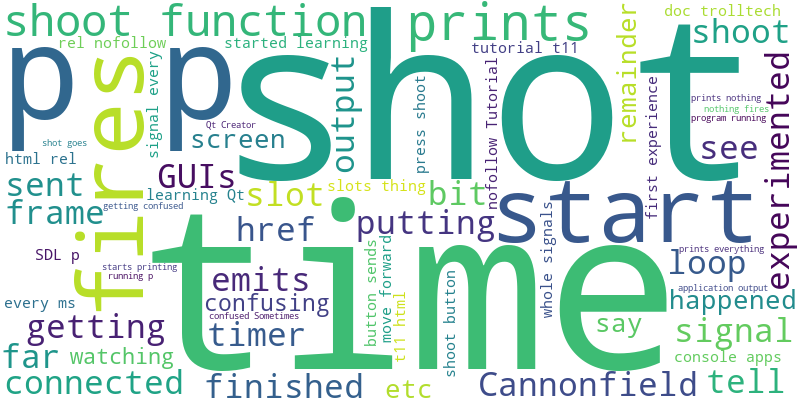 shoot function prints
doc trolltech
shoot
rel nofollow
started learning
tutorial t11
remainder
p p
shot
fires
signal every
output
press shoot
nofollow Tutorial
first experience
experimented
prints nothing
nothing fires
program running
Qt Creator
screen
shot goes
html rel
GUIs
see
sent
learning Qt
slot
slots thing
bit
start
frame
getting confused
href
putting
whole signals
SDL p
starts printing
running p
time
button sends
move forward
t11 html
shoot button
prints everything
loop
emits
application output
every ms
confusing
happened
confused Sometimes
getting
timer
say
signal
far
watching
console apps
connected
finished
etc
Cannonfield
tell